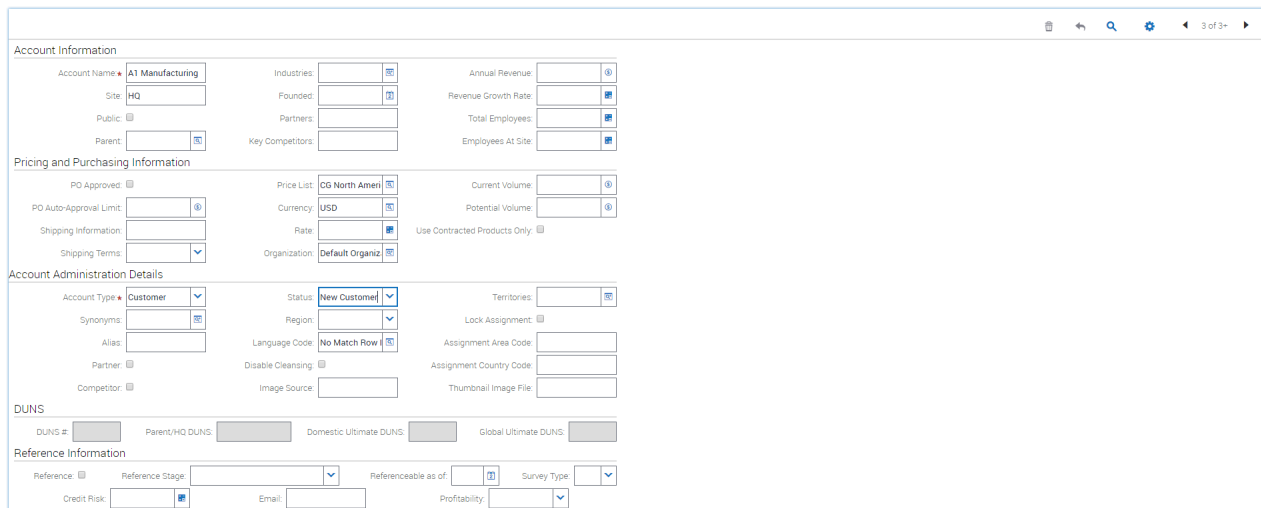 3 of 3+
Account Information
Account Name:★ A1 Manufacturing Industries: Annual Revenue:
Site: HQ Founded: Revenue Growth Rate:
Public: Partners: Total Employees:
Parent: Key Competitors: Employees At Site:
Pricing and Purchasing Information
PO Approved: Price List: CG North Ameri Current Volume:
PO Auto-Approval Limit: Currency: USD Potential Volume:
Shipping Information: Rate: Use Contracted Products Only:
Shipping Terms: Organization: Default Organiz
Account Administration Details
Account Type:★ Customer Status: New Customer Territories:
Synonyms: Region: Lock Assignment:
Alias: Language Code: No Match Row I Assignment Area Code:
Partner: Disable Cleansing: Assignment Country Code:
Competitor: Image Source: Thumbnail Image File:
DUNS
DUNS #: Parent/HQ DUNS: Domestic Ultimate DUNS: Global Ultimate DUNS:
Reference Information
Reference: Reference Stage: Referenceable as of: Survey Type:
Credit Risk: Email: Profitability: